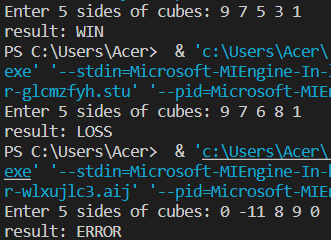 Enter 5 sides of cubes: 9 7 5 3 1
result: WIN
PS C:\Users\Acer>  & 'c:\Users\Acer\
exe' '--stdin=Microsoft-MIEngine-In-
r-glcmzfyh.stu' '--pid=Microsoft-MIE
Enter 5 sides of cubes: 9 7 6 8 1
result: LOSS
PS C:\Users\Acer>  & 'c:\Users\Acer\
exe' '--stdin=Microsoft-MIEngine-In-
r-wlxujlc3.aij' '--pid=Microsoft-MIE
Enter 5 sides of cubes: 0 -11 8 9 0
result: ERROR